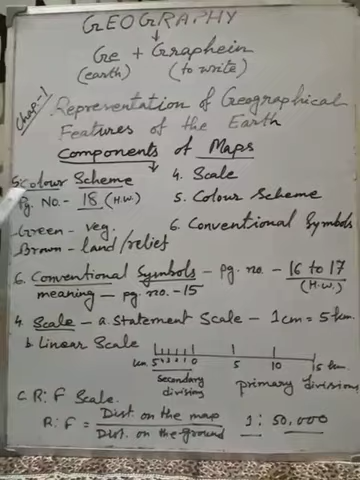 GEOGRAPHY
↓
Ge + Graphein
(earth) (to write)
Chap-1
Representation of Geographical
Features of the Earth
Components of Maps
↓
5. Colour Scheme
Pg. No.- 18 (H.W.)
4. Scale
5. Colour Scheme
6. Conventional Symbols
Green - veg.
Brown - land/relief
6. Conventional Symbols - pg. no. - 16 to 17 (H.W.)
meaning - pg. no. - 15
4. Scale - a. Statement Scale - 1cm = 5 km.
b. Linear Scale
km 5 0 5 10 15 km.
secondary division
primary divisions
c. R.F Scale.
R.F = Dist. on the map / Dist. on the ground
1 : 50,000